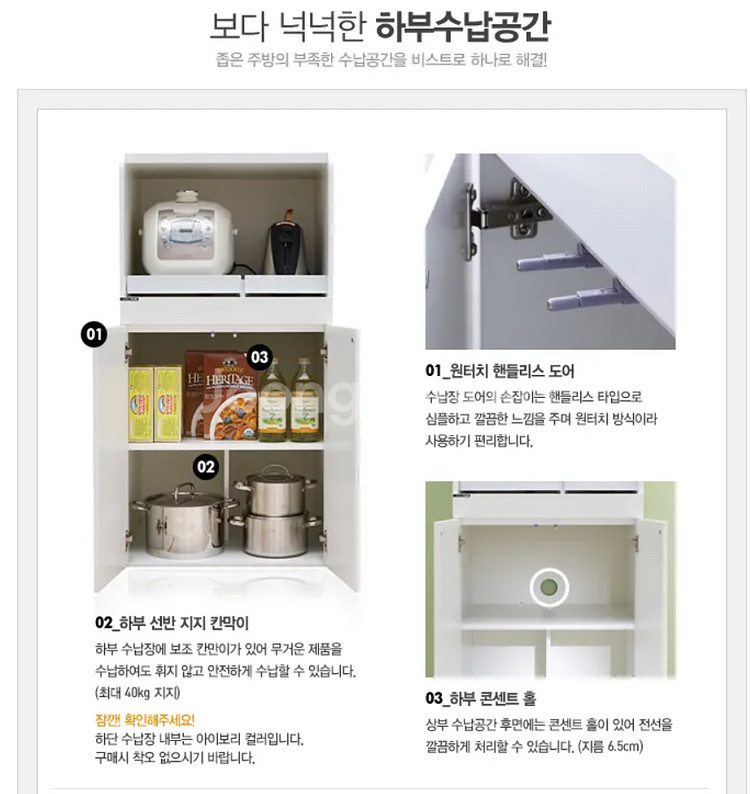 보다 넉넉한 하부수납공간
좁은 주방의 부족한 수납공간을 비스트로 하나로 해결!
01
03
HERITAGE
02
01_원터치 핸들리스 도어
수납장 도어의 손잡이는 핸들리스 타입으로
심플하고 깔끔한 느낌을 주며 원터치 방식이라
사용하기 편리합니다.
02_하부 선반 지지 칸막이
하부 수납장에 보조 칸만이가 있어 무거운 제품을
수납하여도 휘지 않고 안전하게 수납할 수 있습니다.
(최대 40kg 지지)
잠깐! 확인해주세요!
하단 수납장 내부는 아이보리 컬러입니다.
구매시 착오 없으시기 바랍니다.
03_하부 콘센트 홀
상부 수납공간 후면에는 콘센트 홀이 있어 전선을
깔끔하게 처리할 수 있습니다. (지름 6.5cm)